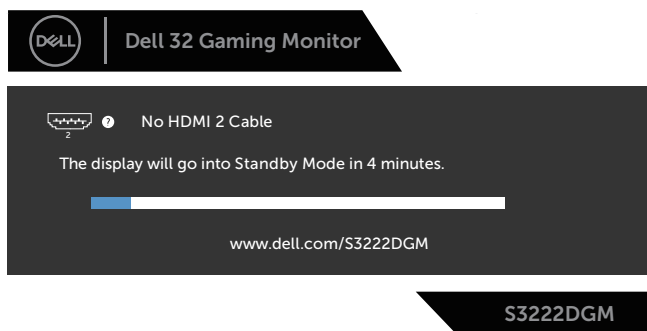 DELL
Dell 32 Gaming Monitor
2
? No HDMI 2 Cable
The display will go into Standby Mode in 4 minutes.
www.dell.com/S3222DGM
S3222DGM